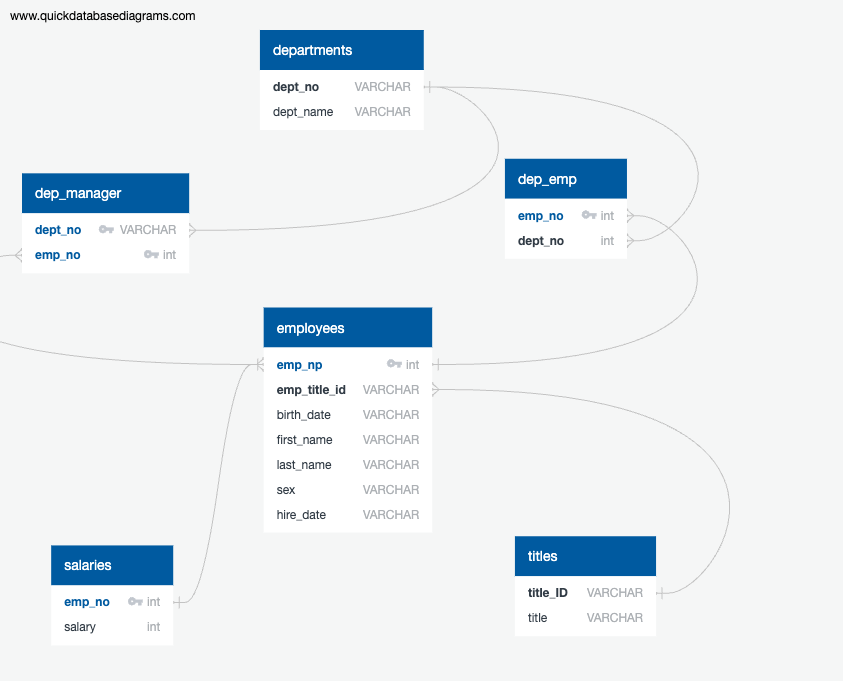 www.quickdatabasediagrams.com
departments
dept_no VARCHAR
dept_name VARCHAR
dep_manager
dept_no VARCHAR
emp_no int
dep_emp
emp_no int
dept_no int
employees
emp_np int
emp_title_id VARCHAR
birth_date VARCHAR
first_name VARCHAR
last_name VARCHAR
sex VARCHAR
hire_date VARCHAR
salaries
emp_no int
salary int
titles
title_ID VARCHAR
title VARCHAR